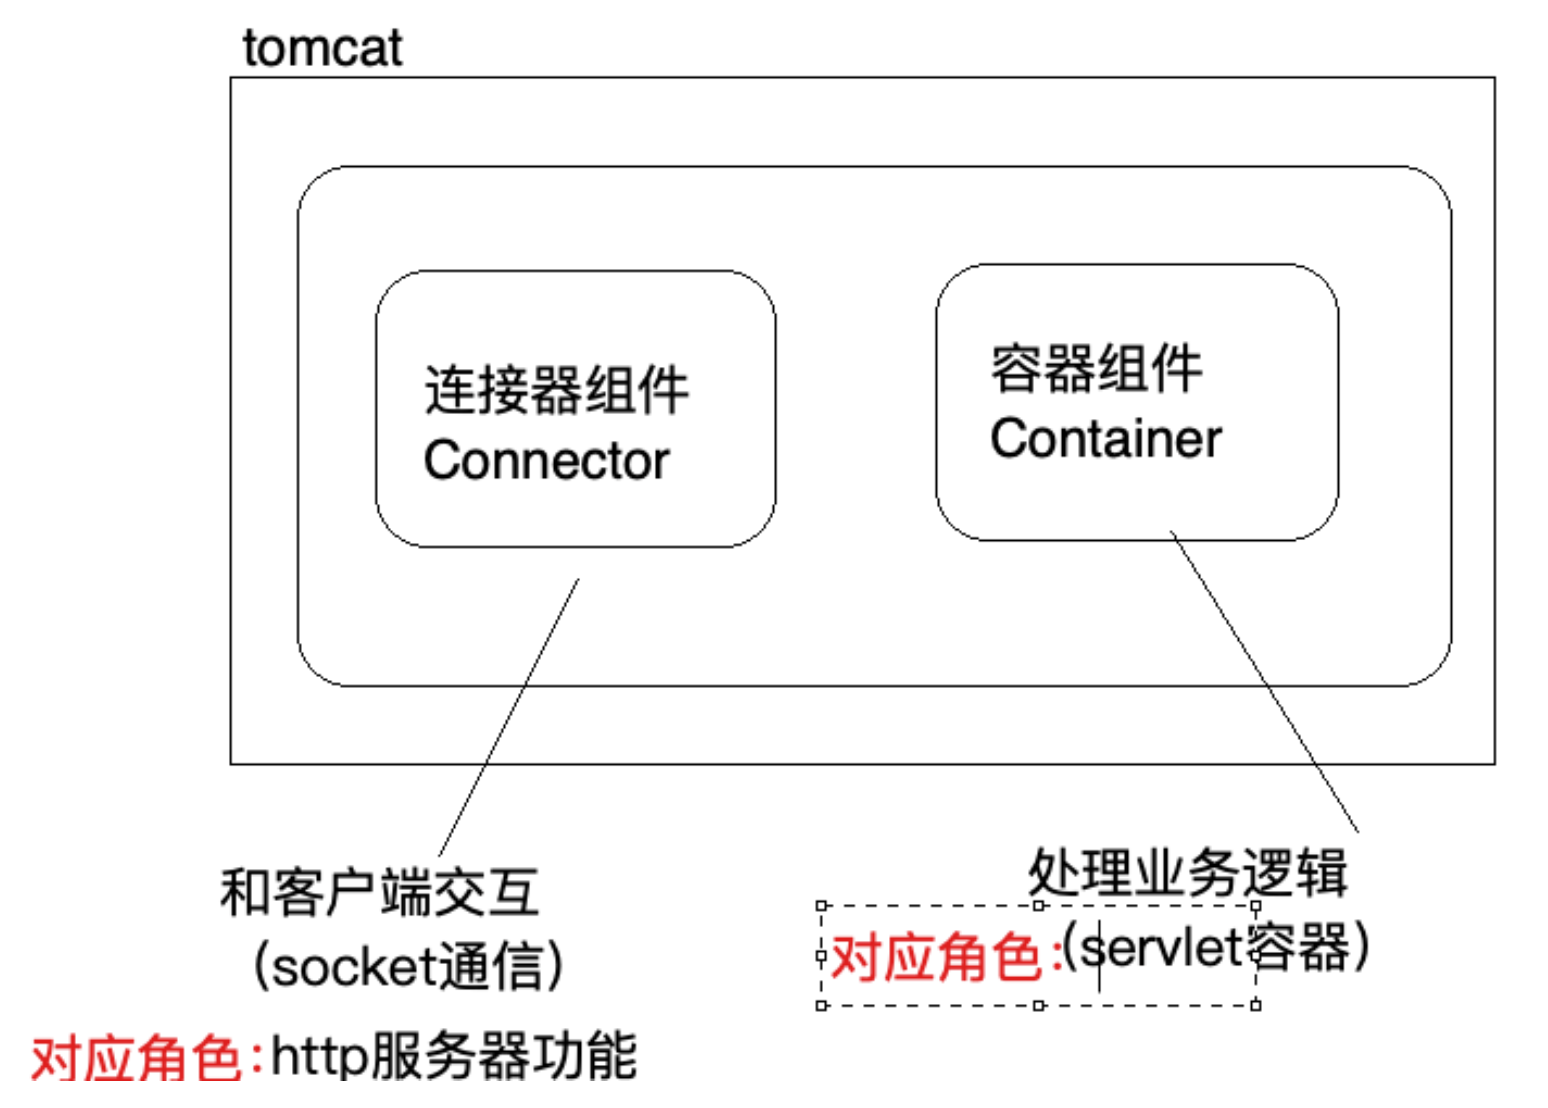 tomcat
连接器组件
Connector
容器组件
Container
和客户端交互
（socket通信）
对应角色:http服务器功能
处理业务逻辑
对应角色:(servlet容器)